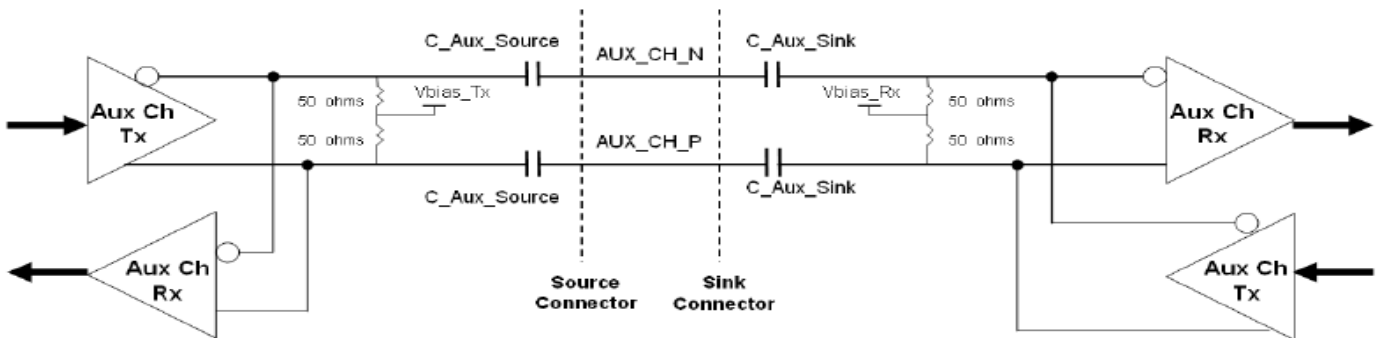 C_Aux_Source
AUX_CH_N
C_Aux_Sink
Aux Ch
Tx
50 ohms
Vbias_Tx
50 ohms
Vbias_Rx
50 ohms
50 ohms
Aux Ch
Rx
AUX_CH_P
C_Aux_Source
C_Aux_Sink
Aux Ch
Rx
Source
Connector
Sink
Connector
Aux Ch
Tx